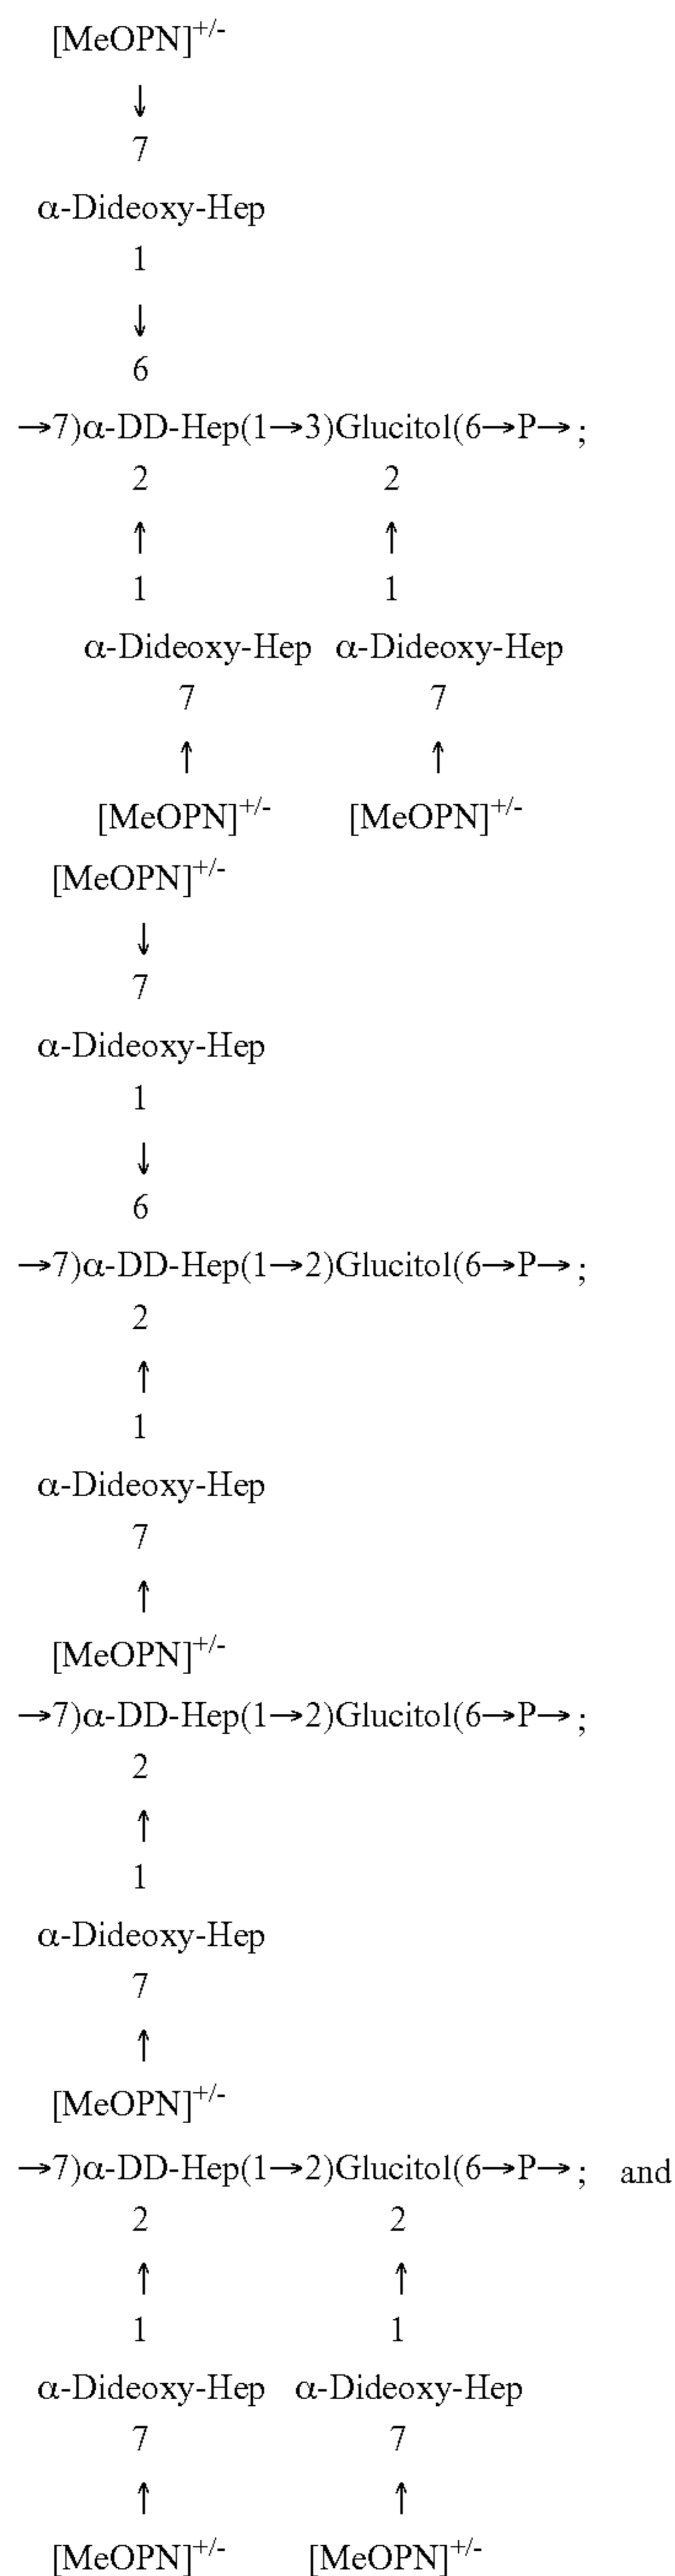 [MeOPN]+/-
↓
7
α-Dideoxy-Hep
1
↓
6
→7)α-DD-Hep(1→3)Glucitol(6→P→ ;
2 2
↑ ↑
1 1
α-Dideoxy-Hep α-Dideoxy-Hep
7 7
↑ ↑
[MeOPN]+/- [MeOPN]+/-
[MeOPN]+/-
↓
7
α-Dideoxy-Hep
1
↓
6
→7)α-DD-Hep(1→2)Glucitol(6→P→ ;
2
↑
1
α-Dideoxy-Hep
7
↑
[MeOPN]+/-
→7)α-DD-Hep(1→2)Glucitol(6→P→ ;
2
↑
1
α-Dideoxy-Hep
7
↑
[MeOPN]+/-
→7)α-DD-Hep(1→2)Glucitol(6→P→ ; and
2 2
↑ ↑
1 1
α-Dideoxy-Hep α-Dideoxy-Hep
7 7
↑ ↑
[MeOPN]+/- [MeOPN]+/-